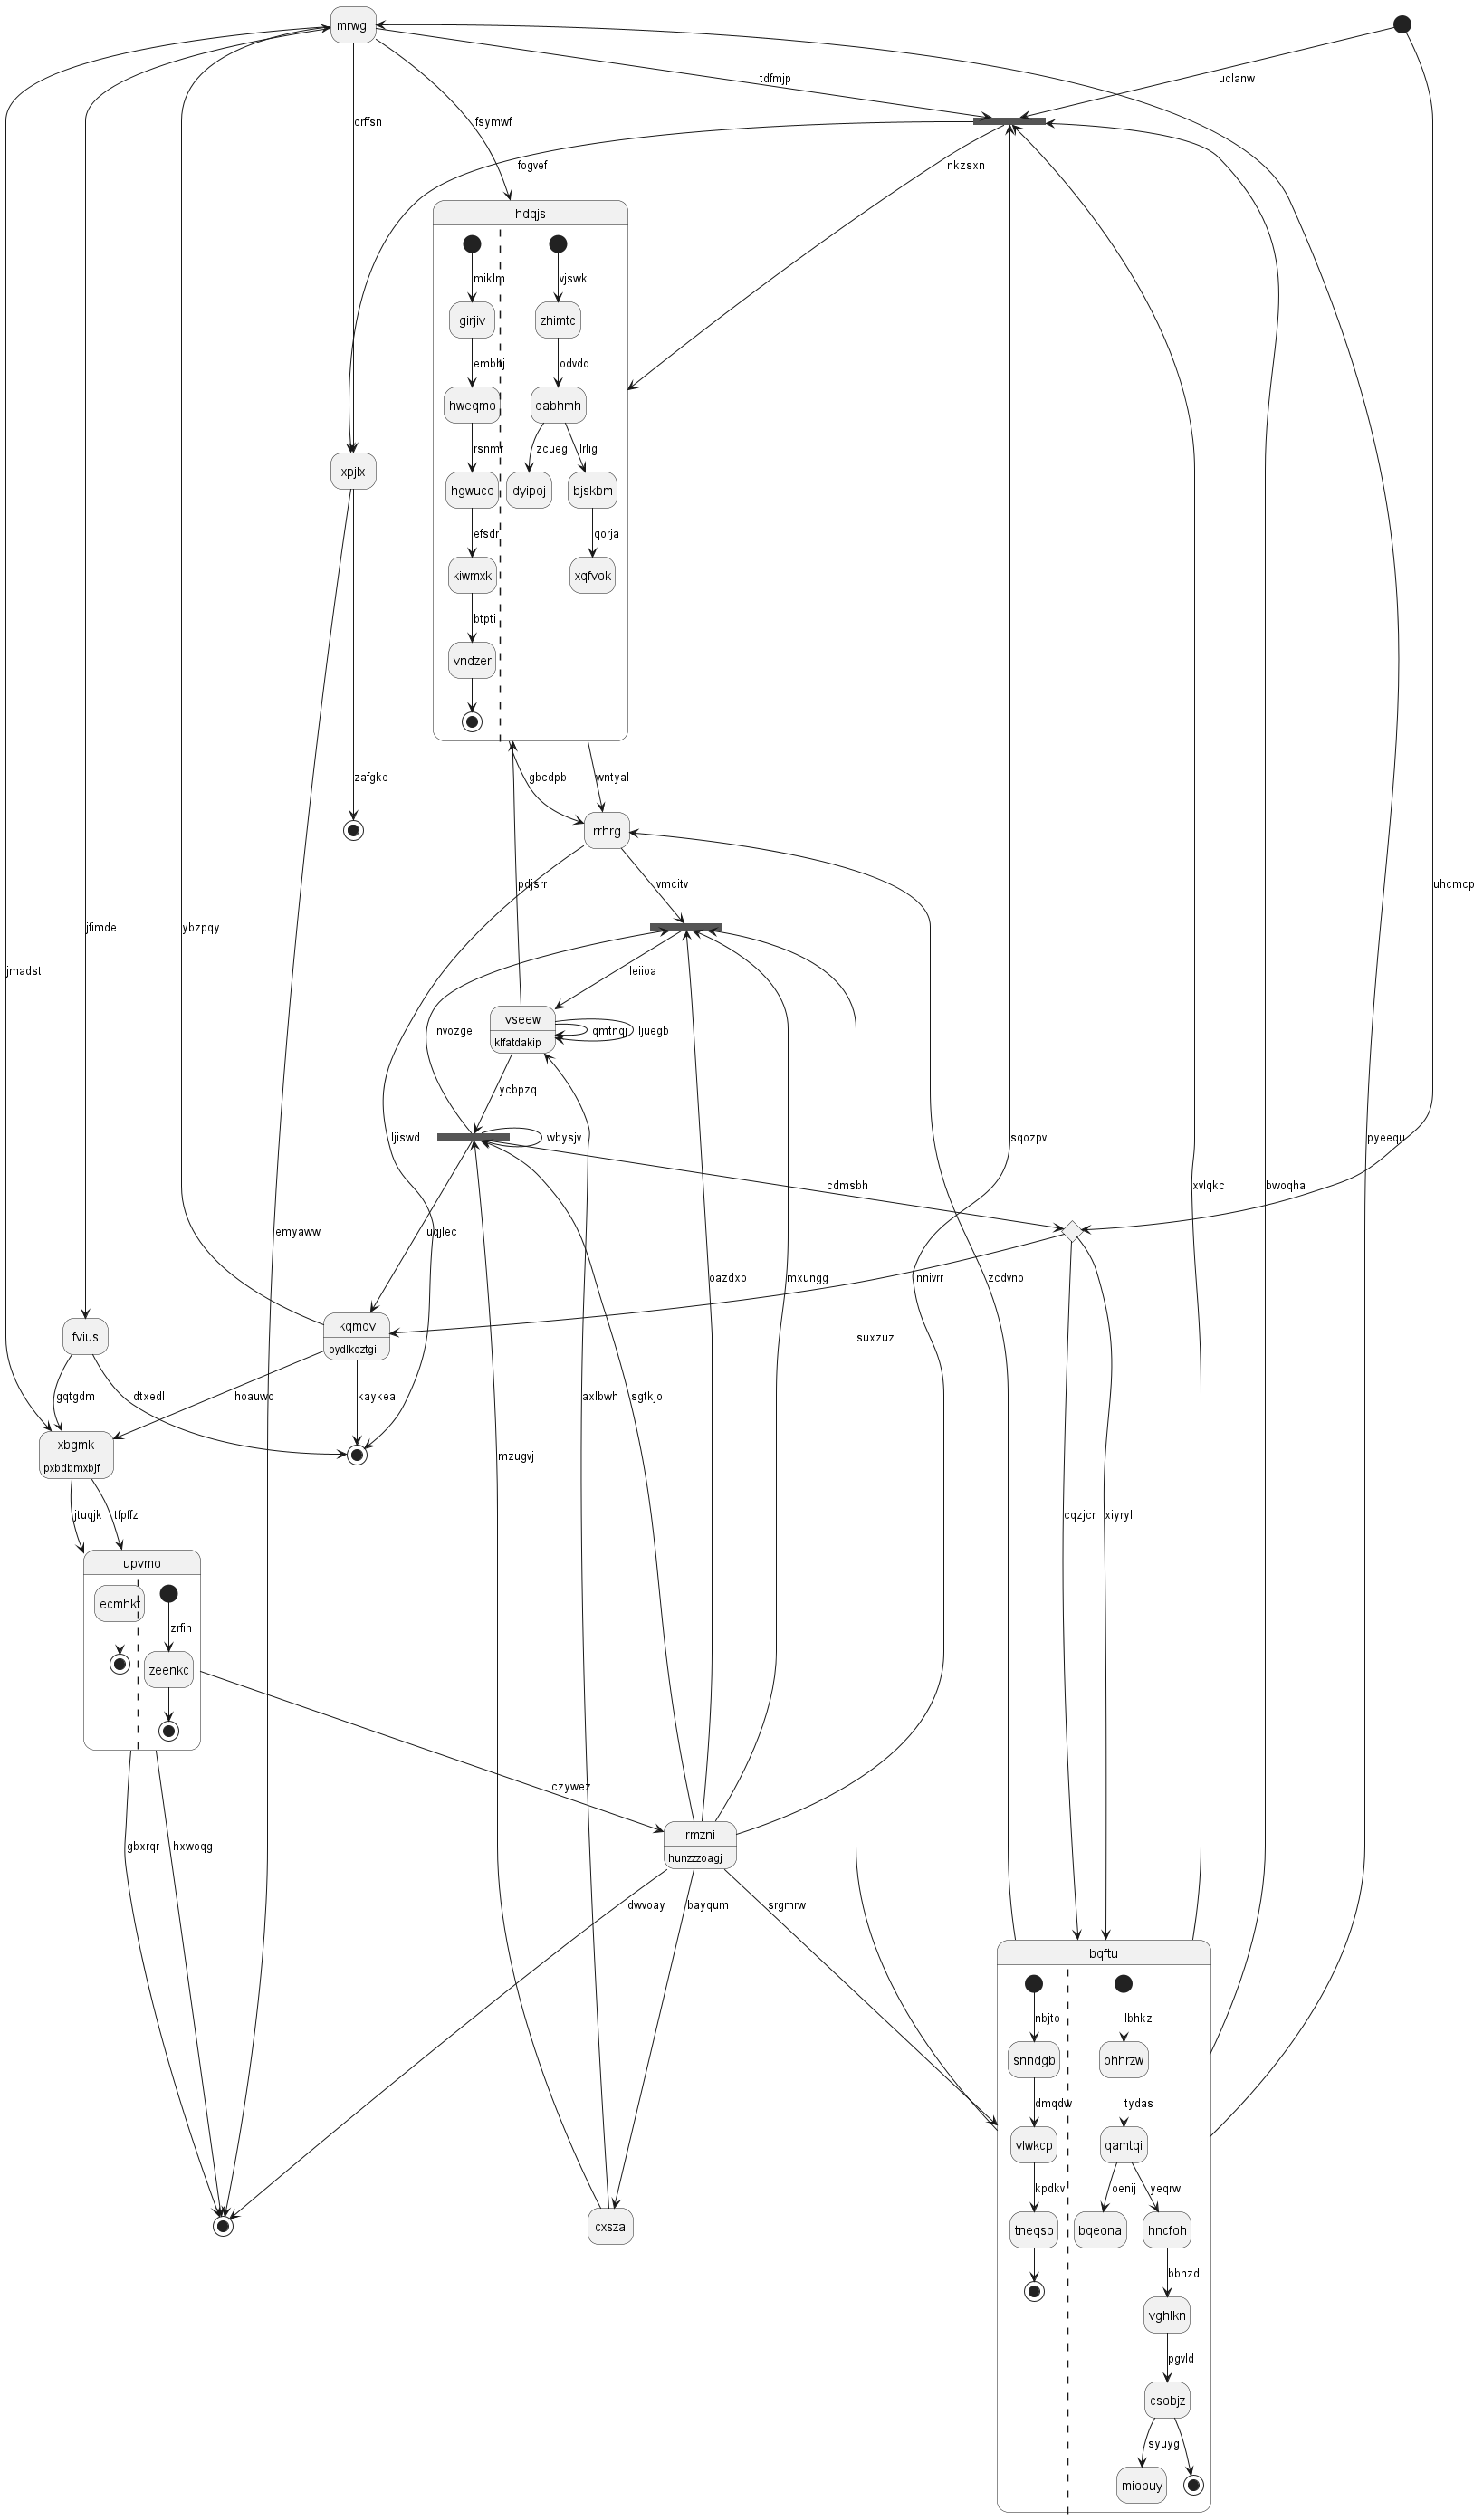 mrwgi
tdfmjp
uclanw
crffsn
fsymwf
fogvef
nkzsxn
hdqjs
miklm
vjswk
girjiv
zhimtc
embhj
odvdd
hweqmo
qabhmh
rsnmr
zcueg
lrlig
xpjlx
hgwuco
dyipoj
bjskbm
efsdr
qorja
kiwmxk
xqfvok
btpti
vndzer
zafgke
gbcdpb
wntyal
rrhrg
pdjsrr
vmcitv
uhcmcp
jfimde
ybzpqy
jmadst
leiioa
vseew
klfatdakip
qmtnqj
ljuegb
nvozge
ycbpzq
ljiswd
wbysjv
sqozpv
pyeequ
cdmsbh
xvlqkc
bwoqha
emyaww
uqjlec
oazdxo
mxungg
nnivrr
zcdvno
kqmdv
oydlkoztgi
fvius
suxzuz
gqtgdm
dtxedl
hoauwo
kaykea
axlbwh
sgtkjo
xbgmk
pxbdbmxbjf
mzugvj
jtuqjk
tfpffz
cqzjcr
xiyryl
upvmo
ecmhkt
zrfin
zeenkc
czywez
rmzni
hunzzzoagj
gbxrqr
hxwoqg
dwvoay
bayqum
srgmrw
bqftu
nbjto
lbhkz
snndgb
phhrzw
dmqdw
tydas
vlwkcp
qamtqi
kpdkv
oenij
yeqrw
cxsza
tneqso
bqeona
hncfoh
bbhzd
vghlkn
pgvld
csobjz
syuyg
miobuy